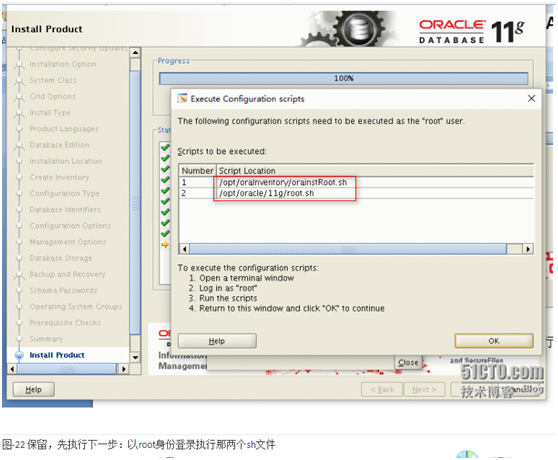 Install Product
ORACLE
DATABASE 11g
Configure Security Updates
Installation Option
System Class
Grid Options
Install Type
Product Languages
Database Edition
Installation Location
Create Inventory
Configuration Type
Database Identifiers
Configuration Options
Management Options
Database Storage
Backup and Recovery
Schema Passwords
Operating System Groups
Prerequisite Checks
Summary
Install Product
Progress
100%
Execute Configuration scripts
The following configuration scripts need to be executed as the "root" user.
Scripts to be executed:
Number Script Location
1 /opt/oraInventory/orainstRoot.sh
2 /opt/oracle/11g/root.sh
To execute the configuration scripts:
1. Open a terminal window
2. Log in as "root"
3. Run the scripts
4. Return to this window and click "OK" to continue
Help
OK
Management
Close
and SecureFiles
Help
< Back
Next >
51CTO.com
技术博客 Blog
图-22 保留，先执行下一步：以root身份登录执行那两个sh文件